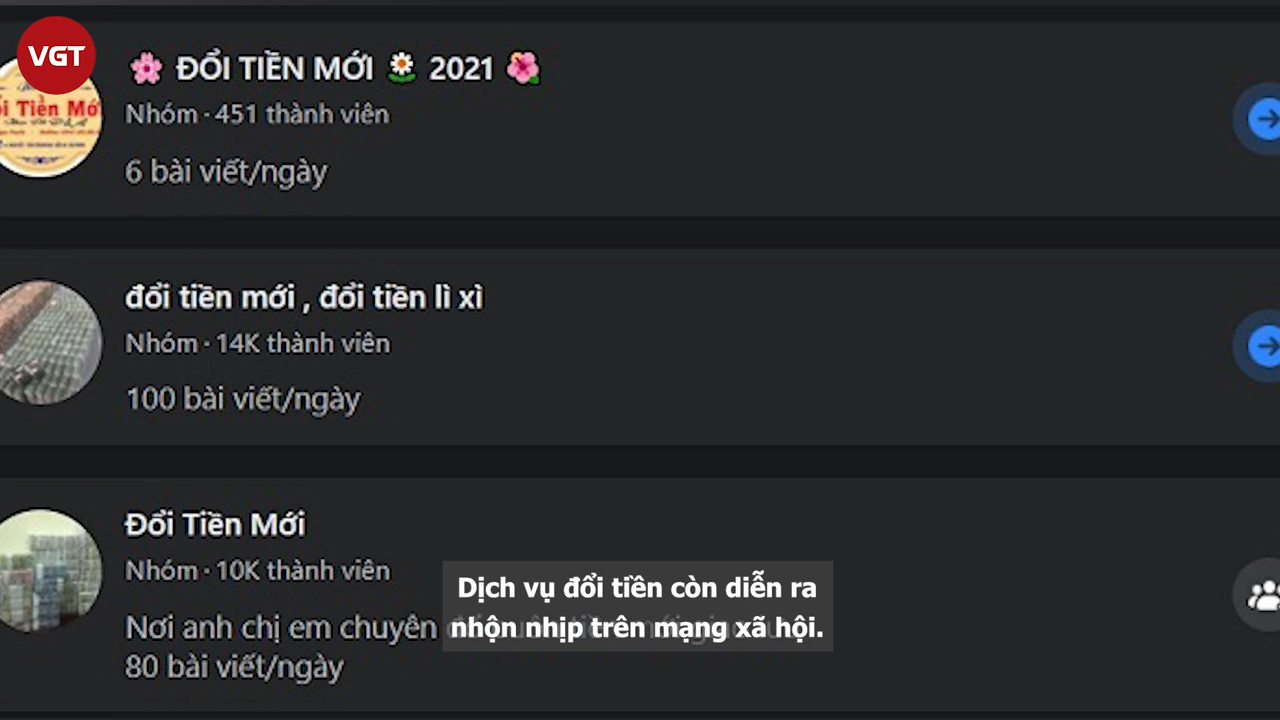 VGT
ĐỔI TIỀN MỚI 2021
Nhóm · 451 thành viên
6 bài viết/ngày
i Tiền Mớ
đổi tiền mới , đổi tiền lì xì
Nhóm · 14K thành viên
100 bài viết/ngày
Đổi Tiền Mới
Nhóm · 10K thành viên
Nơi anh chị em chuyên
80 bài viết/ngày
Dịch vụ đổi tiền còn diễn ra
nhộn nhịp trên mạng xã hội.